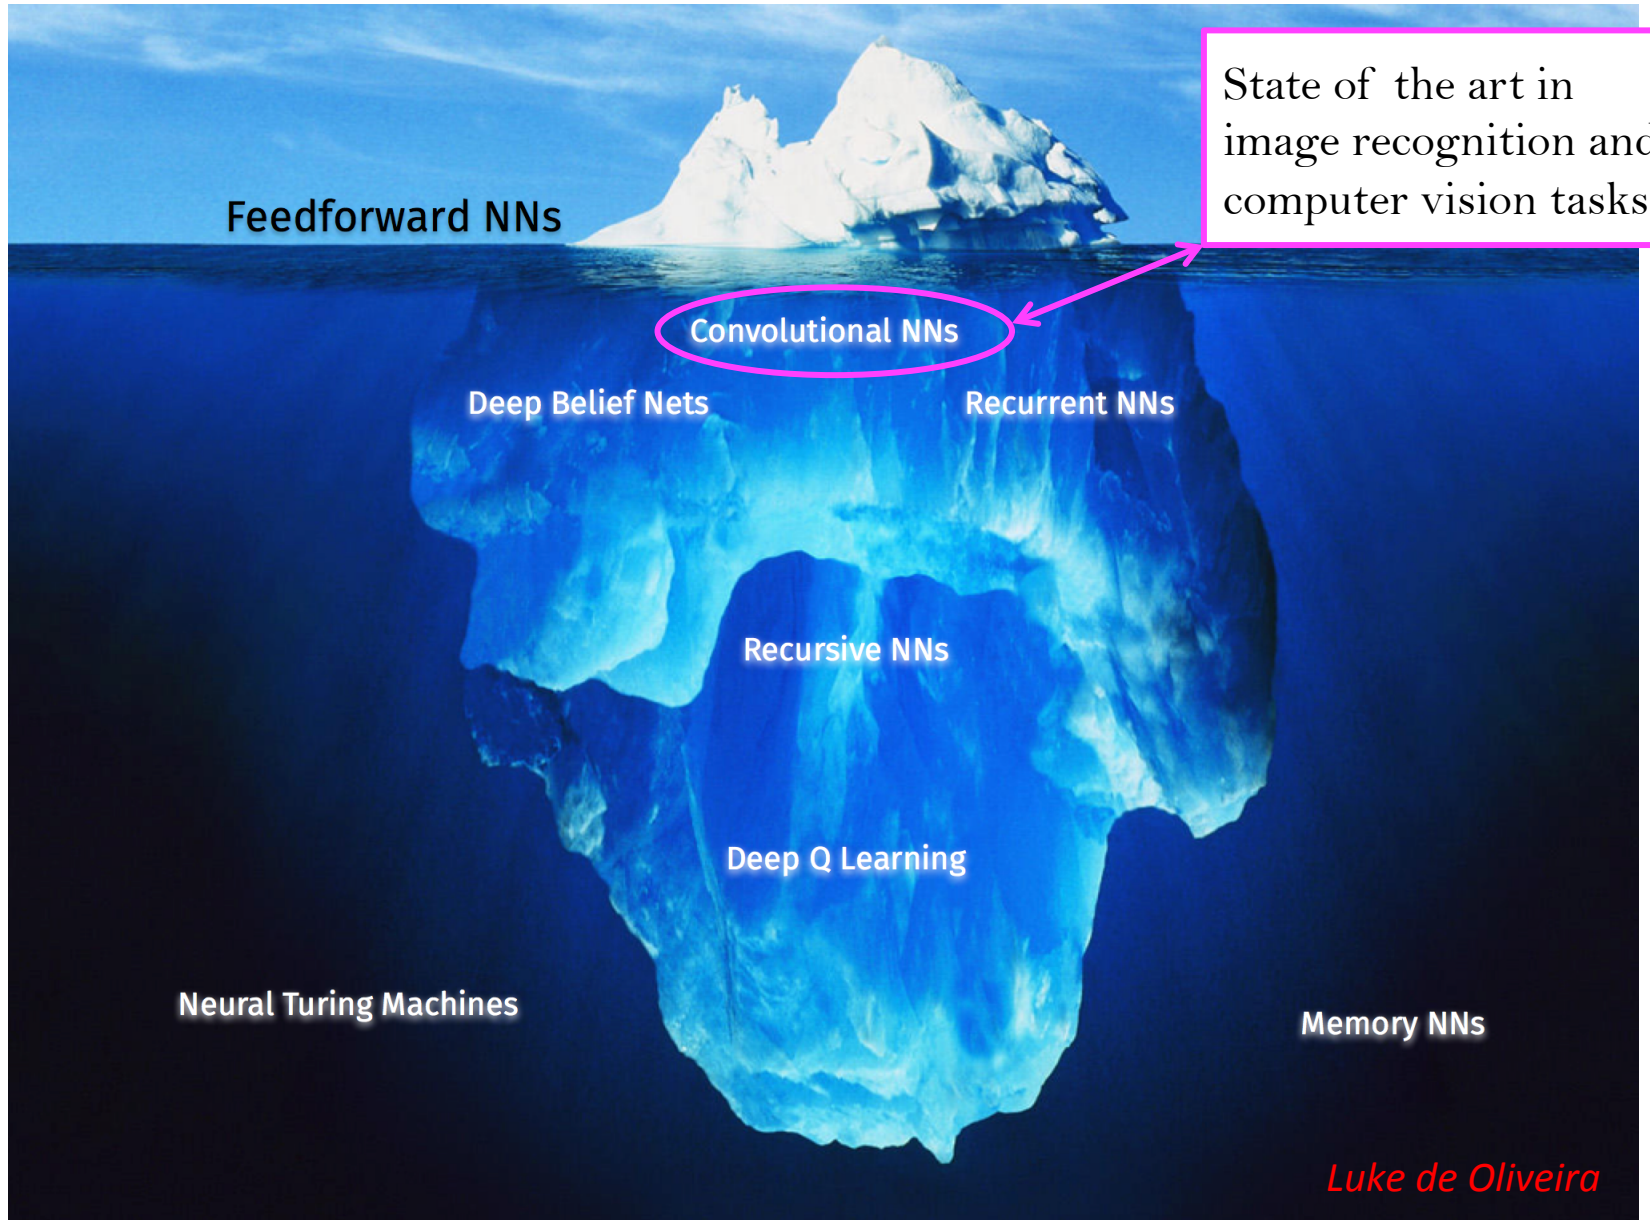 State of the art in
image recognition and
computer vision tasks
Feedforward NNs
Convolutional NNs
Deep Belief Nets
Recurrent NNs
Recursive NNs
Deep Q Learning
Neural Turing Machines
Memory NNs
Luke de Oliveira